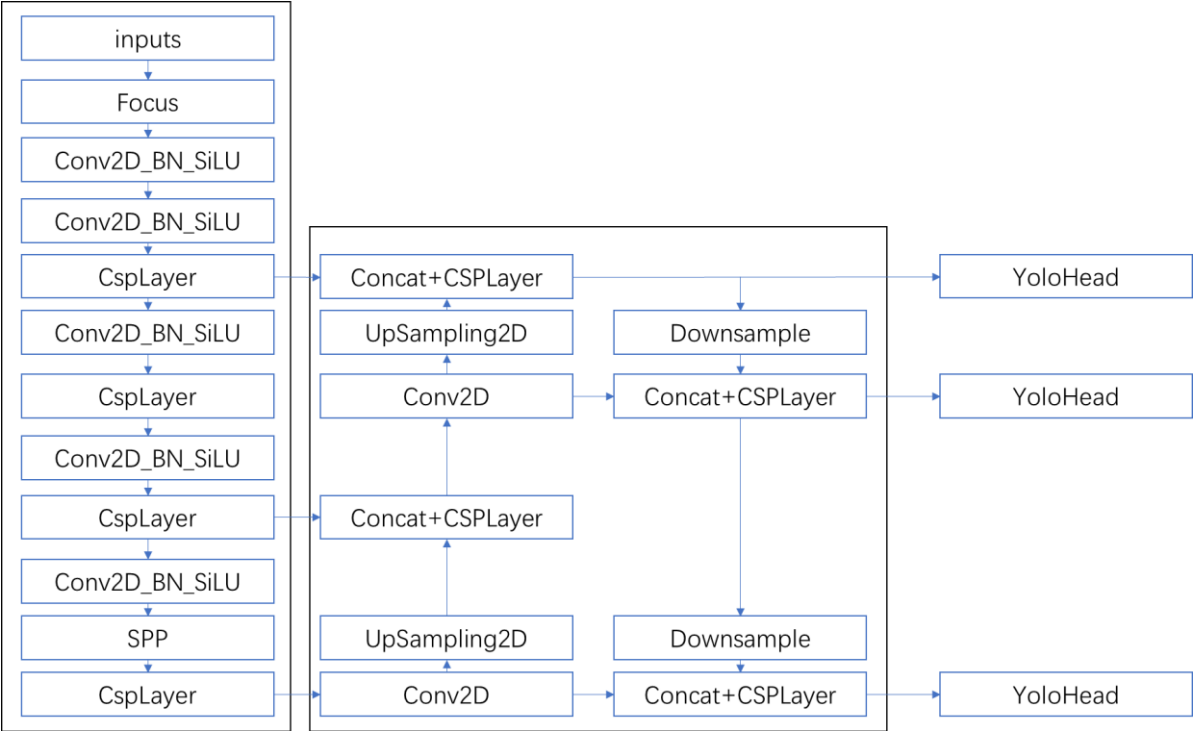 inputs
Focus
Conv2D_BN_SiLU
Conv2D_BN_SiLU
CspLayer
Conv2D_BN_SiLU
CspLayer
Conv2D_BN_SiLU
CspLayer
Conv2D_BN_SiLU
SPP
CspLayer
Concat+CSPLayer
UpSampling2D
Conv2D
Concat+CSPLayer
UpSampling2D
Conv2D
Downsample
Concat+CSPLayer
Downsample
Concat+CSPLayer
YoloHead
YoloHead
YoloHead